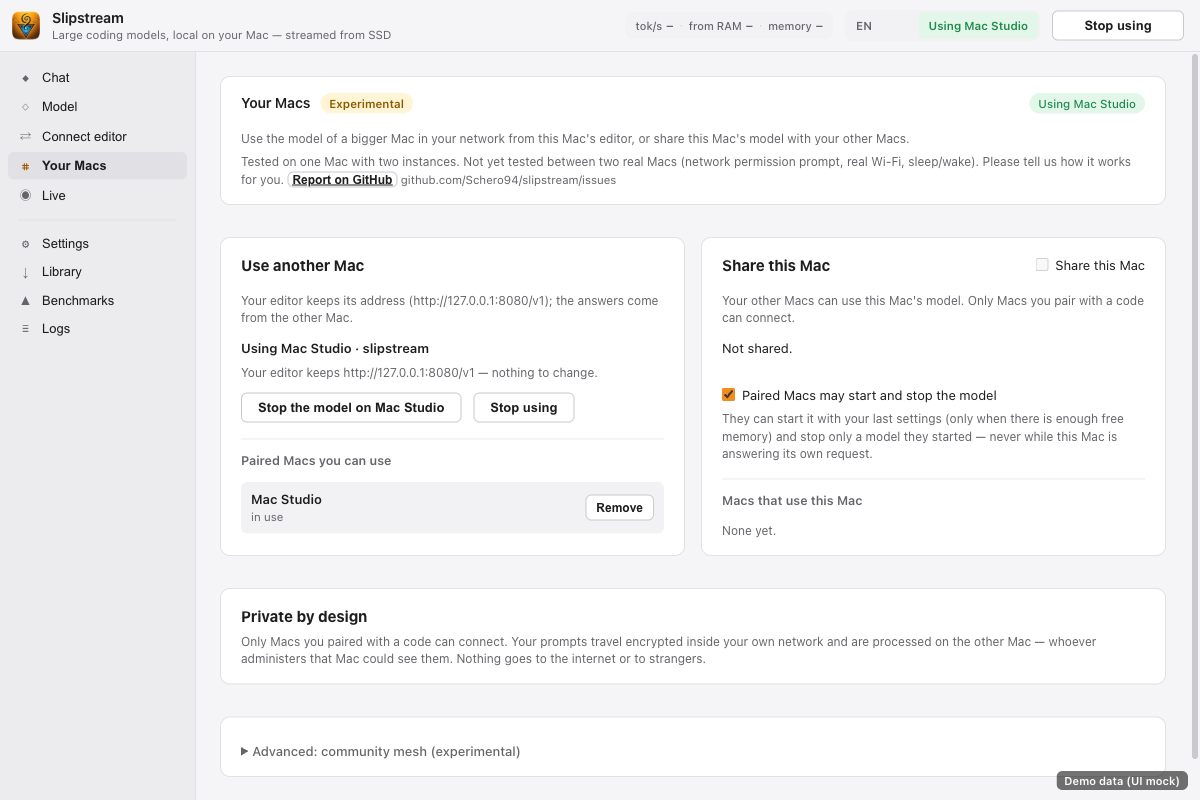 Slipstream
Large coding models, local on your Mac — streamed from SSD
tok/s – · from RAM – · memory –
EN
Using Mac Studio
Stop using
Chat
Model
Connect editor
Your Macs
Live
Settings
Library
Benchmarks
Logs
Your Macs
Experimental
Using Mac Studio
Use the model of a bigger Mac in your network from this Mac's editor, or share this Mac's model with your other Macs.
Tested on one Mac with two instances. Not yet tested between two real Macs (network permission prompt, real Wi-Fi, sleep/wake). Please tell us how it works
for you. Report on GitHub github.com/Schero94/slipstream/issues
Use another Mac
Your editor keeps its address (http://127.0.0.1:8080/v1); the answers come
from the other Mac.
Using Mac Studio · slipstream
Your editor keeps http://127.0.0.1:8080/v1 — nothing to change.
Stop the model on Mac Studio
Stop using
Paired Macs you can use
Mac Studio
in use
Remove
Share this Mac
Share this Mac
Your other Macs can use this Mac's model. Only Macs you pair with a code
can connect.
Not shared.
Paired Macs may start and stop the model
They can start it with your last settings (only when there is enough free
memory) and stop only a model they started — never while this Mac is
answering its own request.
Macs that use this Mac
None yet.
Private by design
Only Macs you paired with a code can connect. Your prompts travel encrypted inside your own network and are processed on the other Mac — whoever
administers that Mac could see them. Nothing goes to the internet or to strangers.
Advanced: community mesh (experimental)
Demo data (UI mock)